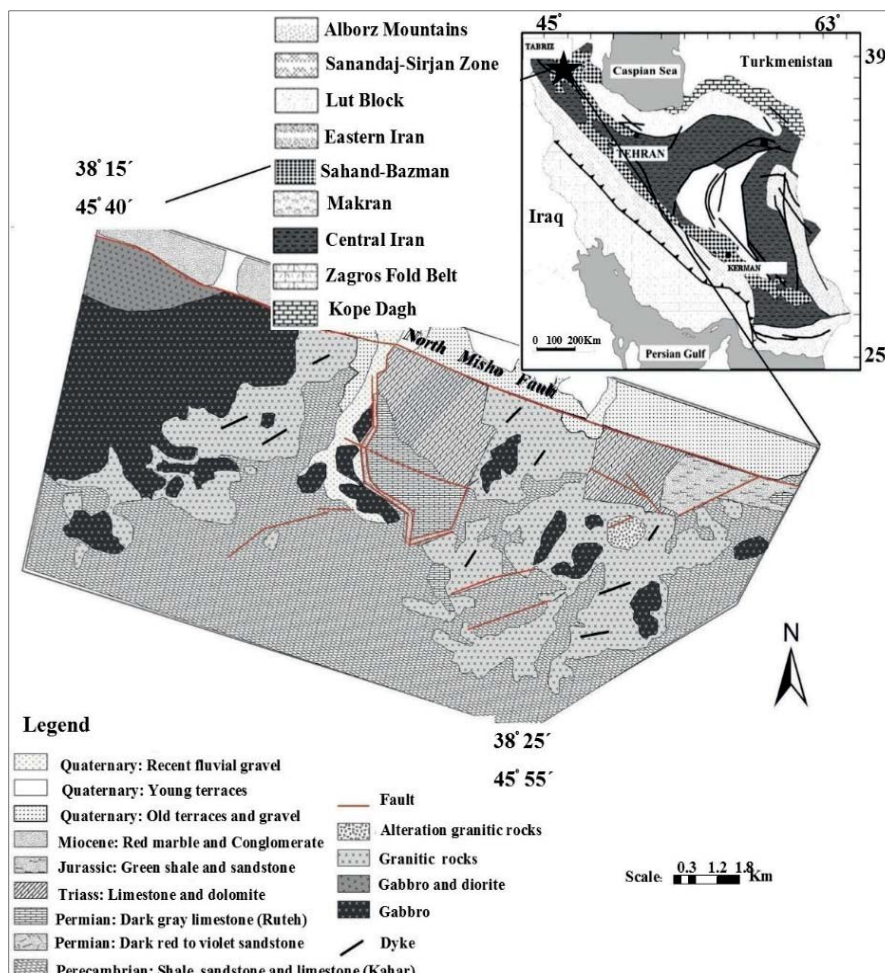 Alborz Mountains
Sanandaj-Sirjan Zone
Lut Block
Eastern Iran
Sahand-Bazman
Makran
Central Iran
Zagros Fold Belt
Kope Dagh
45°
63°
39
25
TABRIZ
Caspian Sea
Turkmenistan
TEHRAN
Iraq
KERMAN
0 100 200Km
Persian Gulf
38° 15´
45° 40´
North Misho Fault
N
38° 25´
45° 55´
Legend
Quaternary: Recent fluvial gravel
Quaternary: Young terraces
Quaternary: Old terraces and gravel
Miocene: Red marble and Conglomerate
Jurassic: Green shale and sandstone
Triass: Limestone and dolomite
Permian: Dark gray limestone (Ruteh)
Permian: Dark red to violet sandstone
Perecambrian: Shale, sandstone and limestone (Kahar)
Fault
Alteration granitic rocks
Granitic rocks
Gabbro and diorite
Gabbro
Dyke
Scale: 0.3 1.2 1.8 Km